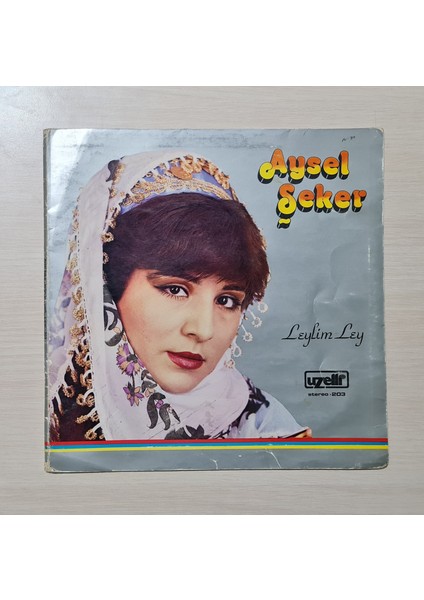 Aysel
Şeker
Leylim Ley
uzelli
stereo-203